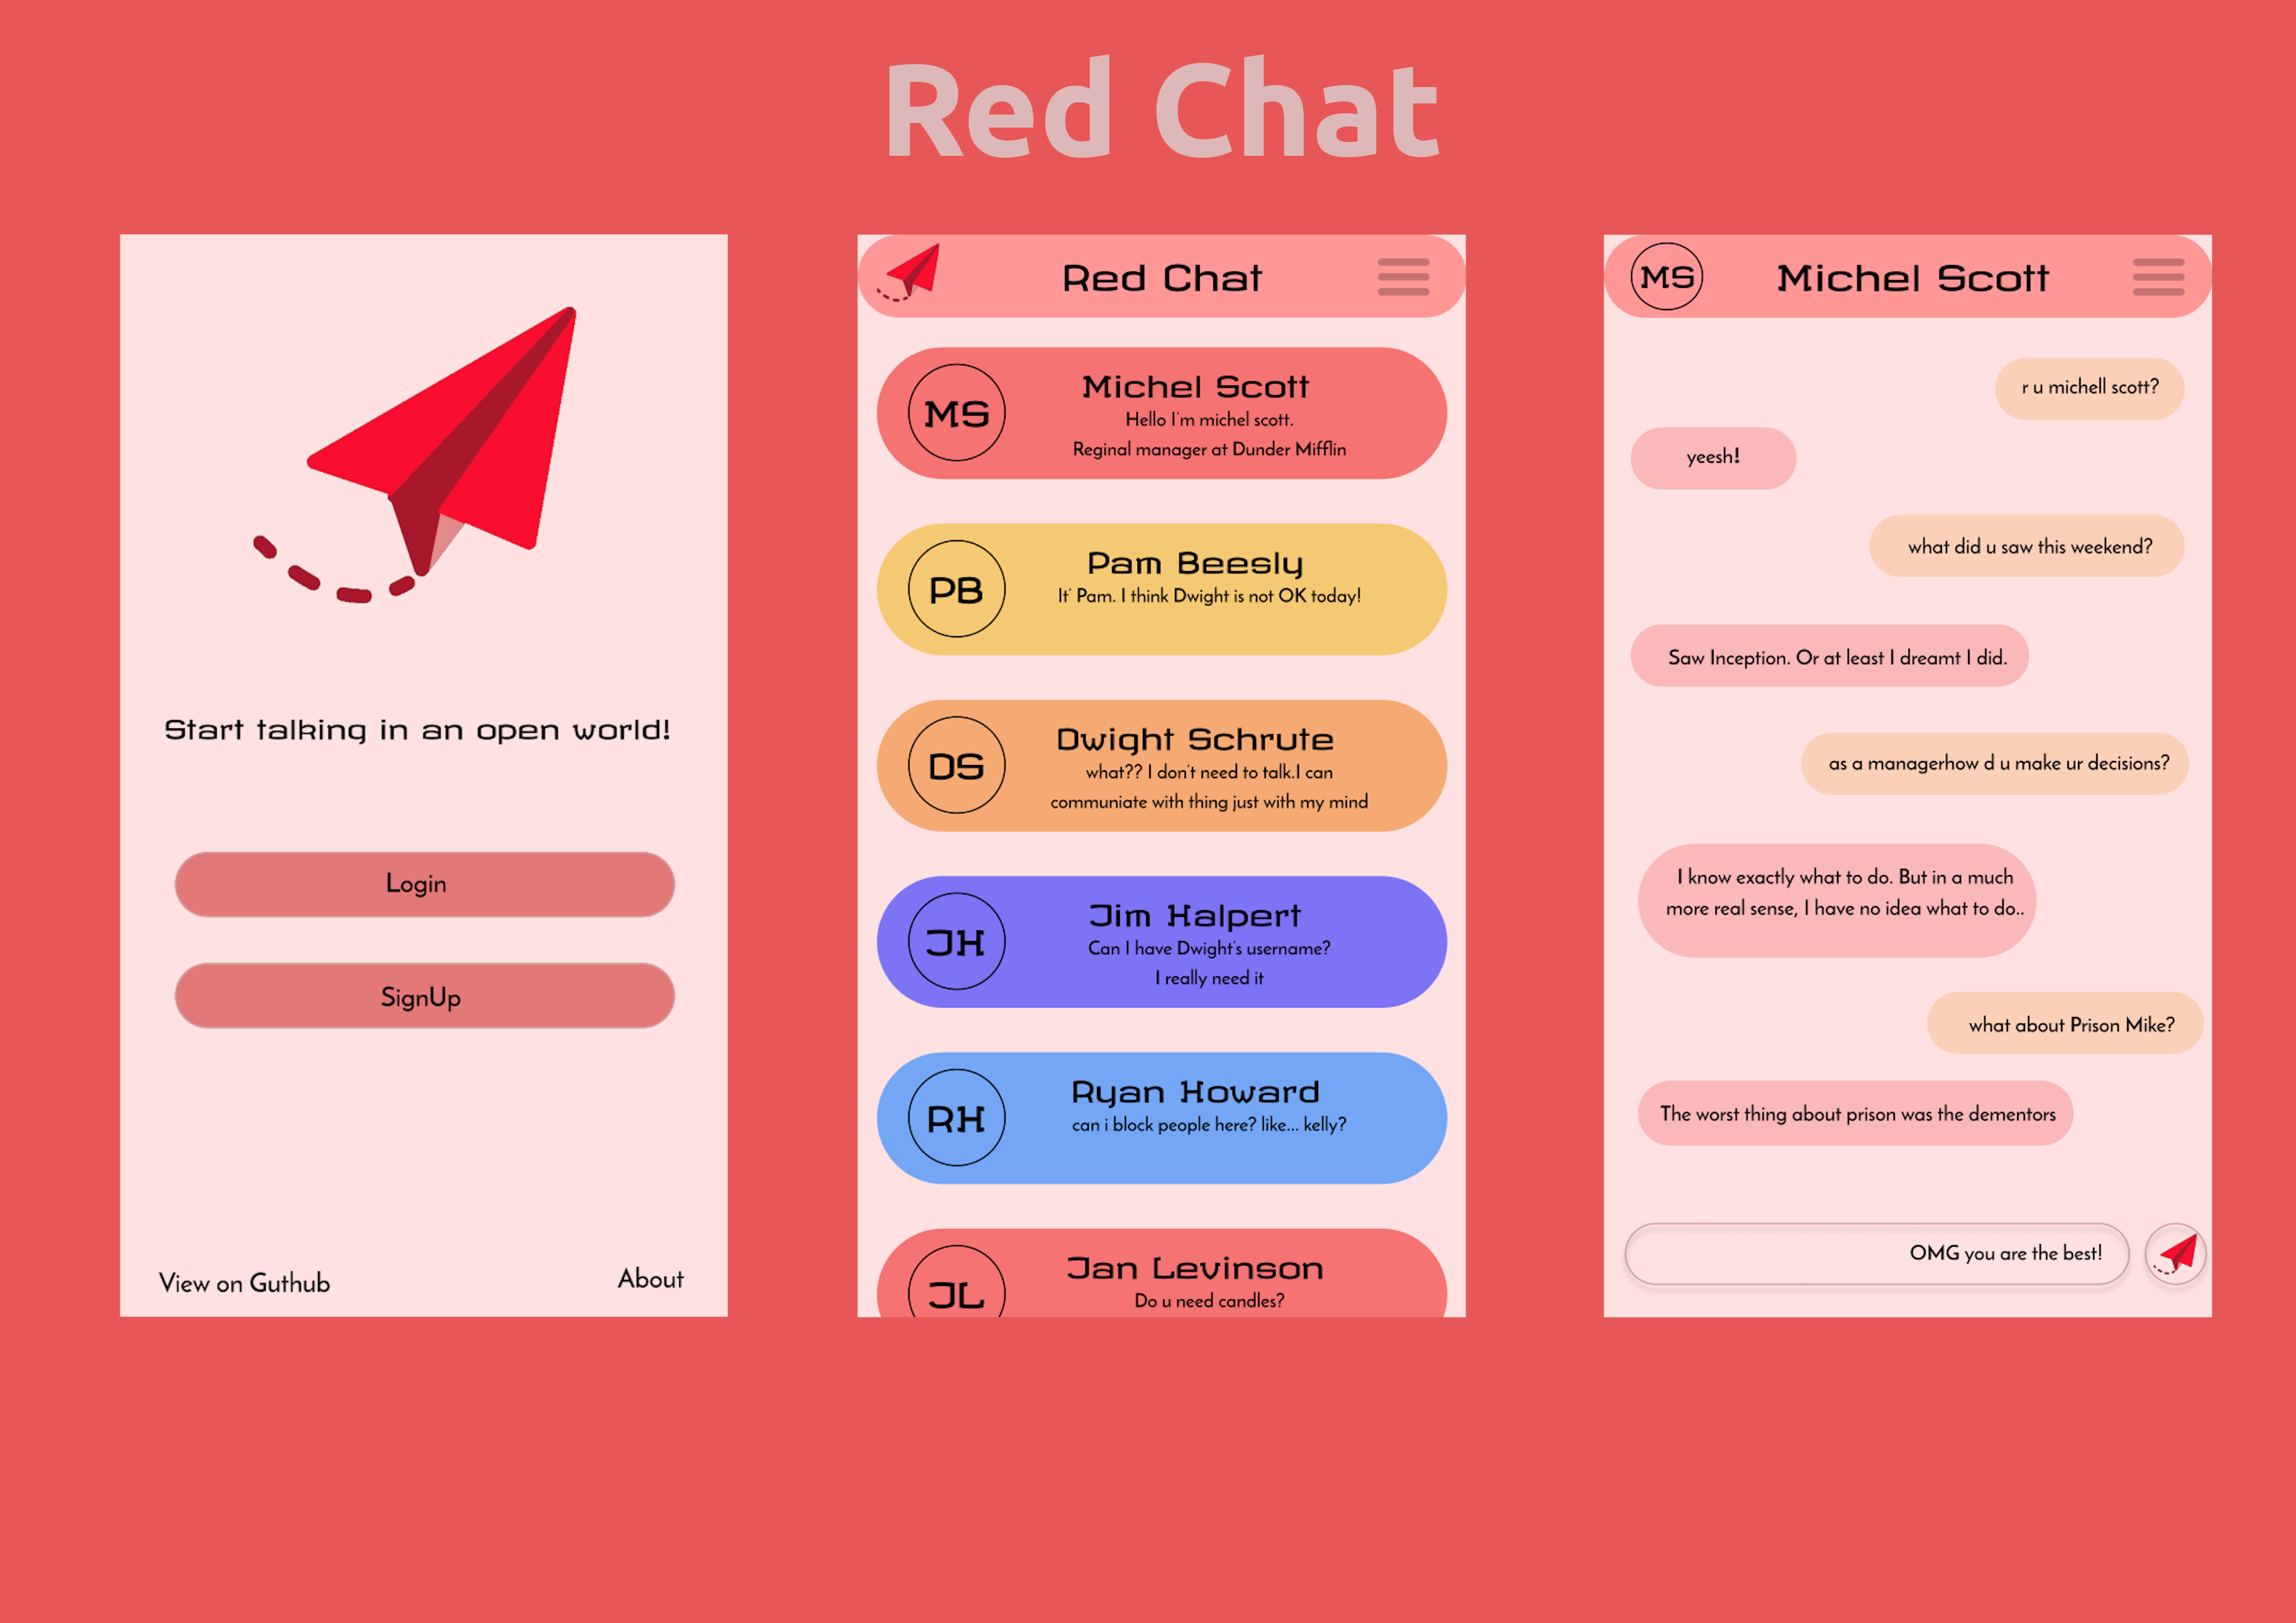 Red Chat
Start talking in an open world!
Login
SignUp
View on Guthub
About
Red Chat
MS
Michel Scott
Hello I'm michel scott.
Reginal manager at Dunder Mifflin
PB
Pam Beesly
It' Pam. I think Dwight is not OK today!
DS
Dwight Schrute
what?? I don't need to talk.I can
communiate with thing just with my mind
JH
Jim Halpert
Can I have Dwight's username?
I really need it
RH
Ryan Howard
can i block people here? like... kelly?
JL
Jan Levinson
Do u need candles?
MS
Michel Scott
r u michell scott?
yeesh!
what did u saw this weekend?
Saw Inception. Or at least I dreamt I did.
as a managerhow d u make ur decisions?
I know exactly what to do. But in a much
more real sense, I have no idea what to do..
what about Prison Mike?
The worst thing about prison was the dementors
OMG you are the best!